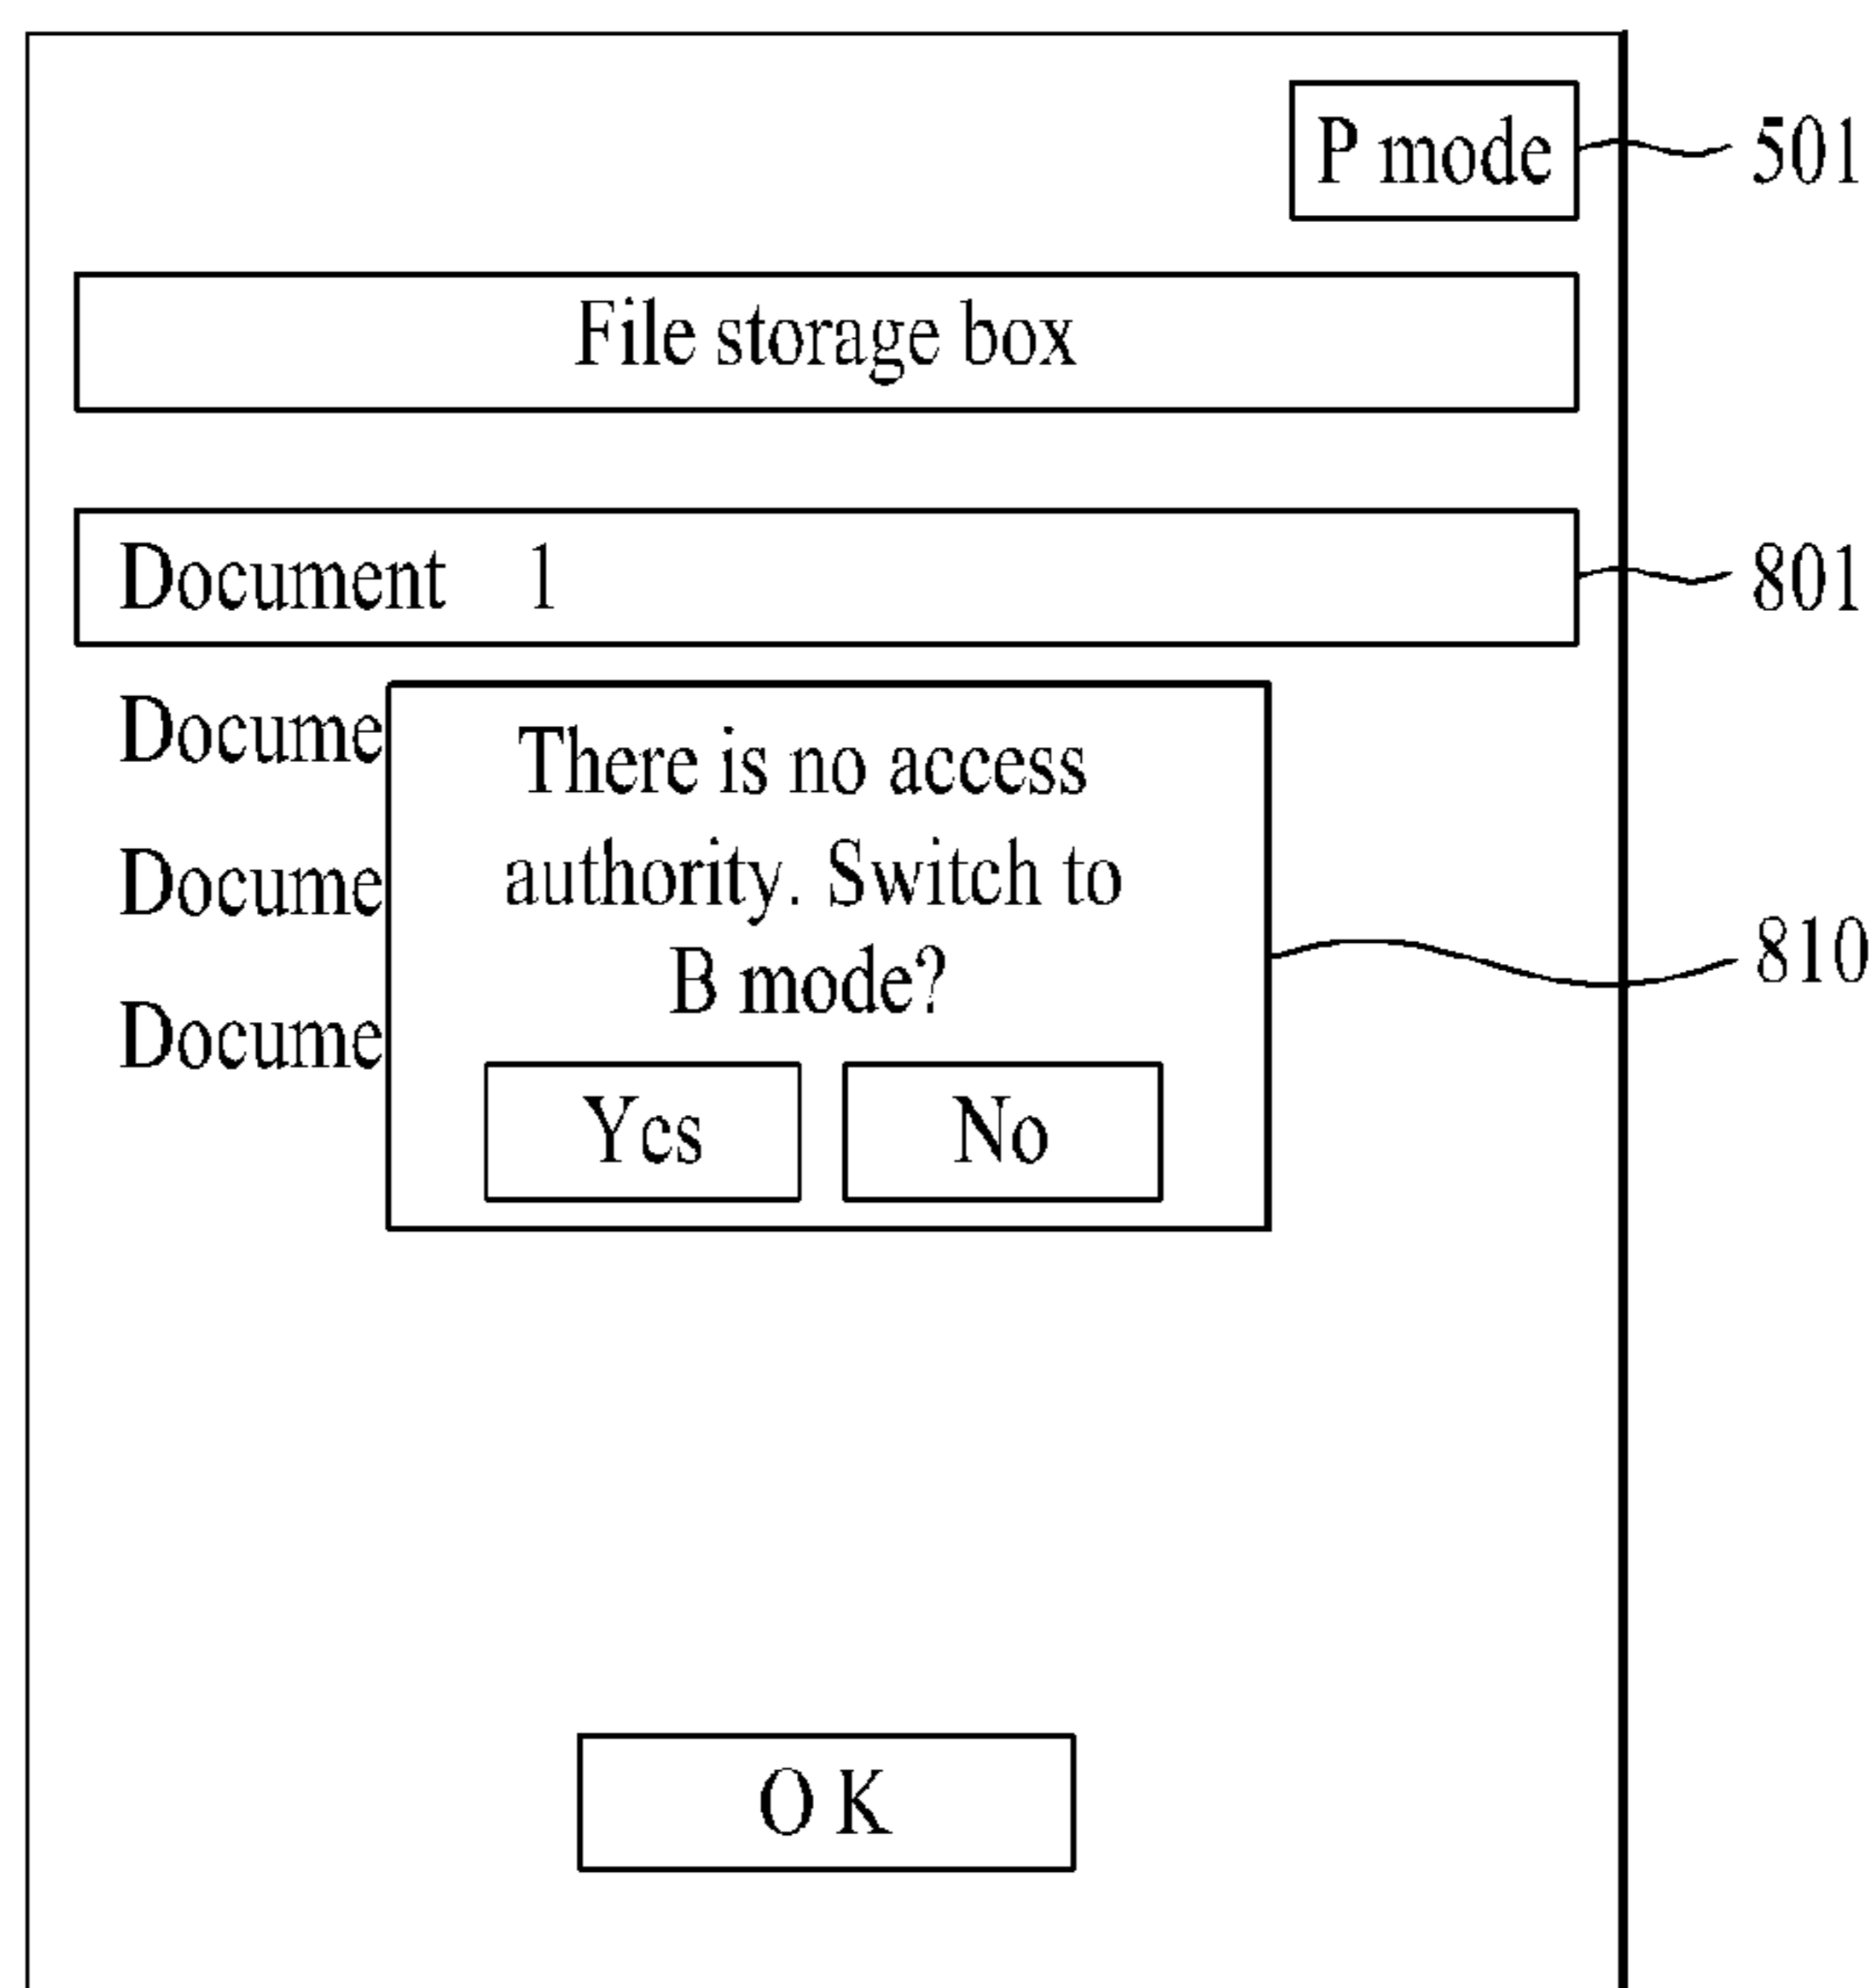 P mode
501
File storage box
Document 1
801
Docume
There is no access
authority. Switch to
B mode?
810
Docume
Docume
Yes
No
OK